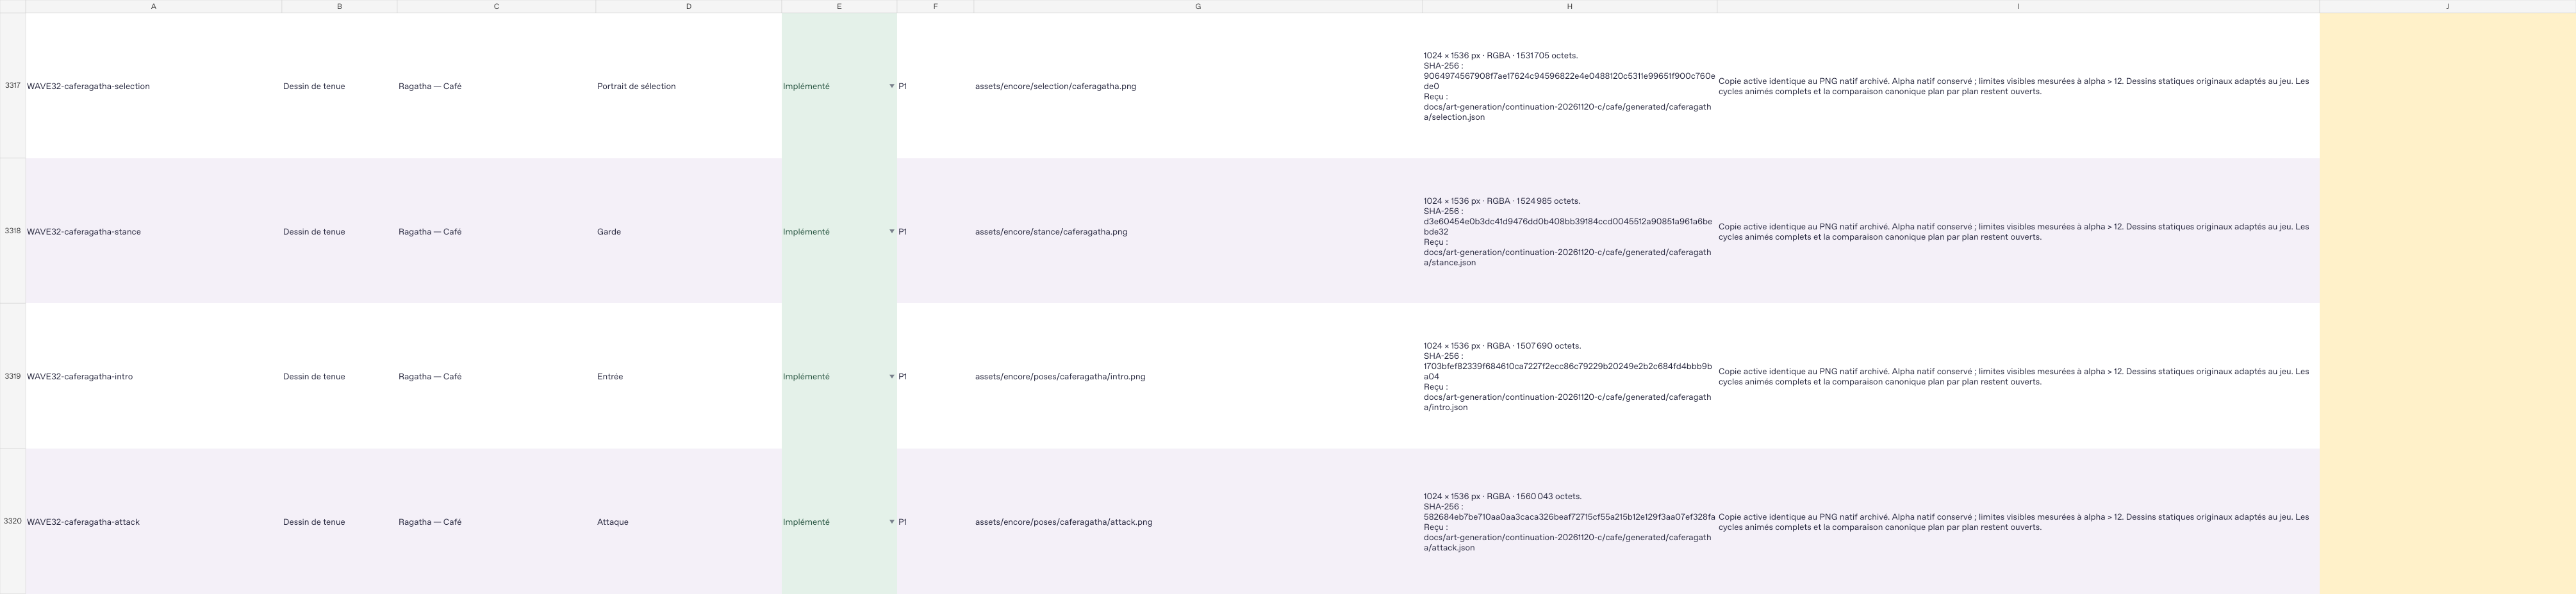 A B C D E F G H I J
3317 WAVE32-caferagatha-selection Dessin de tenue Ragatha — Café Portrait de sélection Implémenté P1 assets/encore/selection/caferagatha.png
1024 × 1536 px · RGBA · 1 531 705 octets.
SHA-256 :
9064974567908f7ae17624c94596822e4e0488120c5311e99651f900c760e
de0
Reçu :
docs/art-generation/continuation-20261120-c/cafe/generated/caferagath
a/selection.json
Copie active identique au PNG natif archivé. Alpha natif conservé ; limites visibles mesurées à alpha > 12. Dessins statiques originaux adaptés au jeu. Les
cycles animés complets et la comparaison canonique plan par plan restent ouverts.
3318 WAVE32-caferagatha-stance Dessin de tenue Ragatha — Café Garde Implémenté P1 assets/encore/stance/caferagatha.png
1024 × 1536 px · RGBA · 1 524 985 octets.
SHA-256 :
d3e60454e0b3dc41d9476dd0b408bb39184ccd0045512a90851a961a6be
bde32
Reçu :
docs/art-generation/continuation-20261120-c/cafe/generated/caferagath
a/stance.json
Copie active identique au PNG natif archivé. Alpha natif conservé ; limites visibles mesurées à alpha > 12. Dessins statiques originaux adaptés au jeu. Les
cycles animés complets et la comparaison canonique plan par plan restent ouverts.
3319 WAVE32-caferagatha-intro Dessin de tenue Ragatha — Café Entrée Implémenté P1 assets/encore/poses/caferagatha/intro.png
1024 × 1536 px · RGBA · 1 507 690 octets.
SHA-256 :
1703bfef82339f684610ca7227f2ecc86c79229b20249e2b2c684fd4bbb9b
a04
Reçu :
docs/art-generation/continuation-20261120-c/cafe/generated/caferagath
a/intro.json
Copie active identique au PNG natif archivé. Alpha natif conservé ; limites visibles mesurées à alpha > 12. Dessins statiques originaux adaptés au jeu. Les
cycles animés complets et la comparaison canonique plan par plan restent ouverts.
3320 WAVE32-caferagatha-attack Dessin de tenue Ragatha — Café Attaque Implémenté P1 assets/encore/poses/caferagatha/attack.png
1024 × 1536 px · RGBA · 1 560 043 octets.
SHA-256 :
582684eb7be710aa0aa3caca326beaf72715cf55a215b12e129f3aa07ef328fa
Reçu :
docs/art-generation/continuation-20261120-c/cafe/generated/caferagath
a/attack.json
Copie active identique au PNG natif archivé. Alpha natif conservé ; limites visibles mesurées à alpha > 12. Dessins statiques originaux adaptés au jeu. Les
cycles animés complets et la comparaison canonique plan par plan restent ouverts.